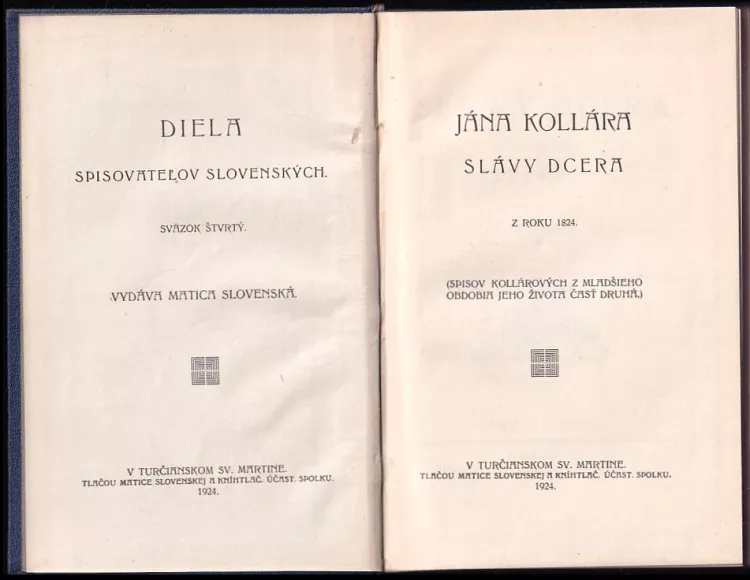 DIELA
SPISOVATEĽOV SLOVENSKÝCH.
SVÄZOK ŠTVRTÝ.
VYDÁVA MATICA SLOVENSKÁ.
V TURČIANSKOM SV. MARTINE.
TLAČOU MATICE SLOVENSKEJ A KNÍHTLAČ. ÚČAST. SPOLKU.
1924.
JÁNA KOLLÁRA
SLÁVY DCERA
Z ROKU 1824.
(SPISOV KOLLÁROVÝCH Z MLADŠIEHO
OBDOBIA JEHO ŽIVOTA ČASŤ DRUHÁ.)
V TURČIANSKOM SV. MARTINE.
TLAČOU MATICE SLOVENSKEJ A KNÍHTLAČ. ÚČAST. SPOLKU.
1924.